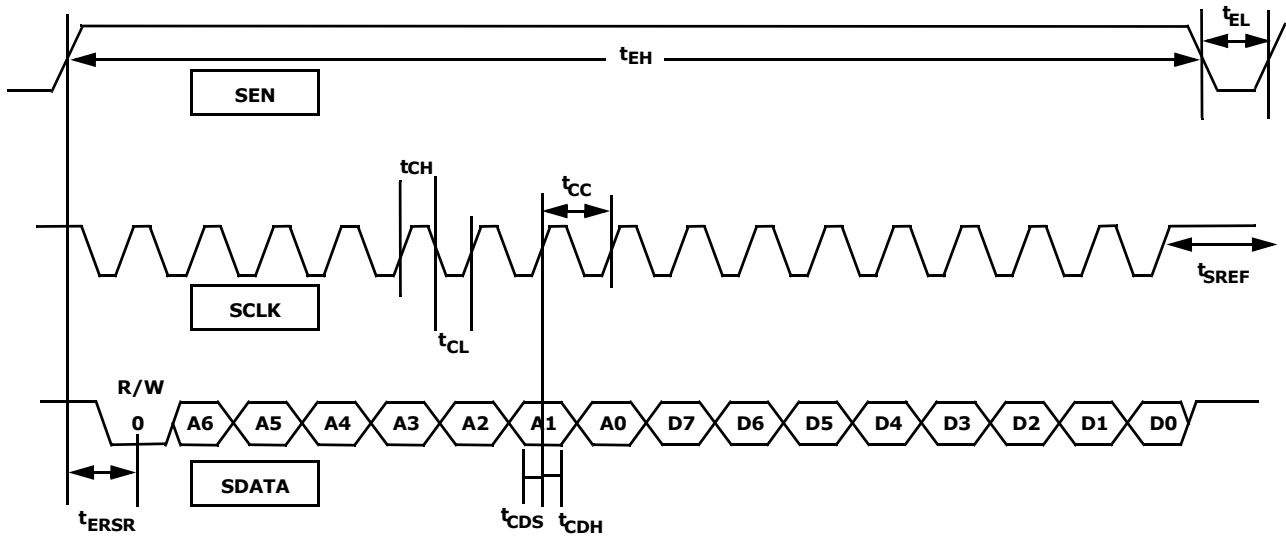 tEL
tEH
SEN
tCH
tCC
SCLK
tSREF
tCL
R/W
0 A6 A5 A4 A3 A2 A1 A0 D7 D6 D5 D4 D3 D2 D1 D0
SDATA
tERSR
tCDS
tCDH